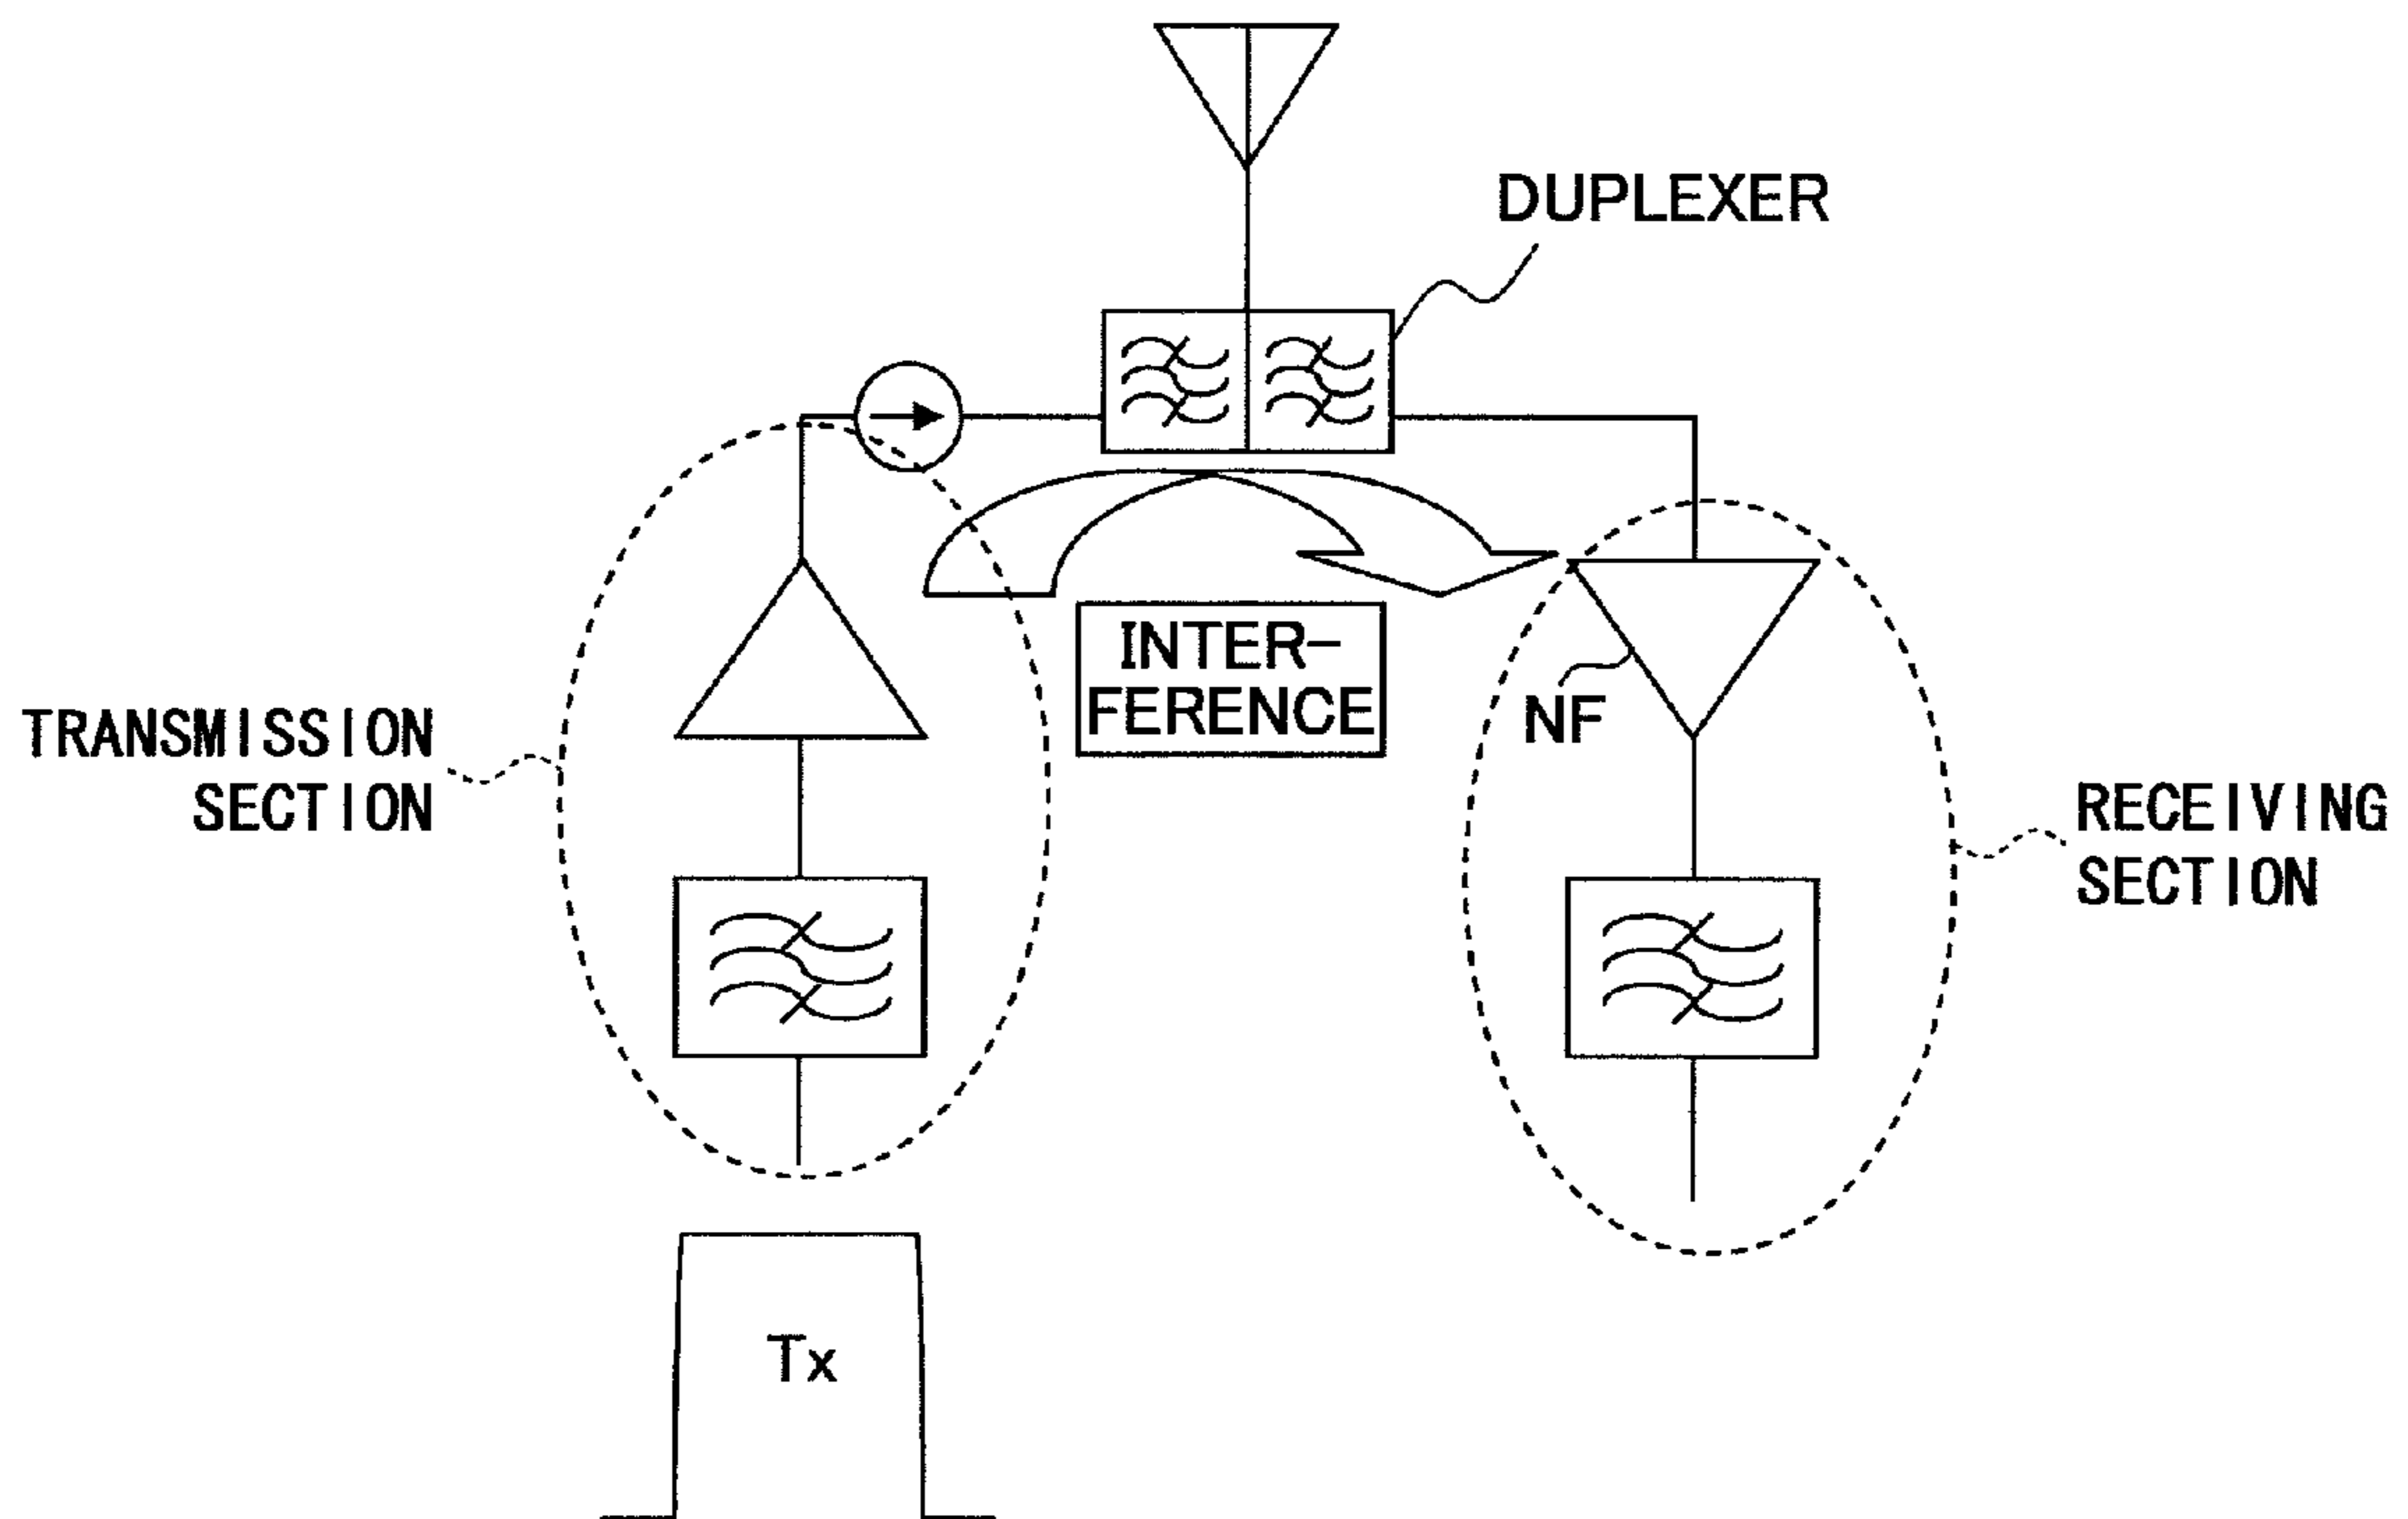 DUPLEXER
INTER-
FERENCE
NF
TRANSMISSION
SECTION
RECEIVING
SECTION
Tx